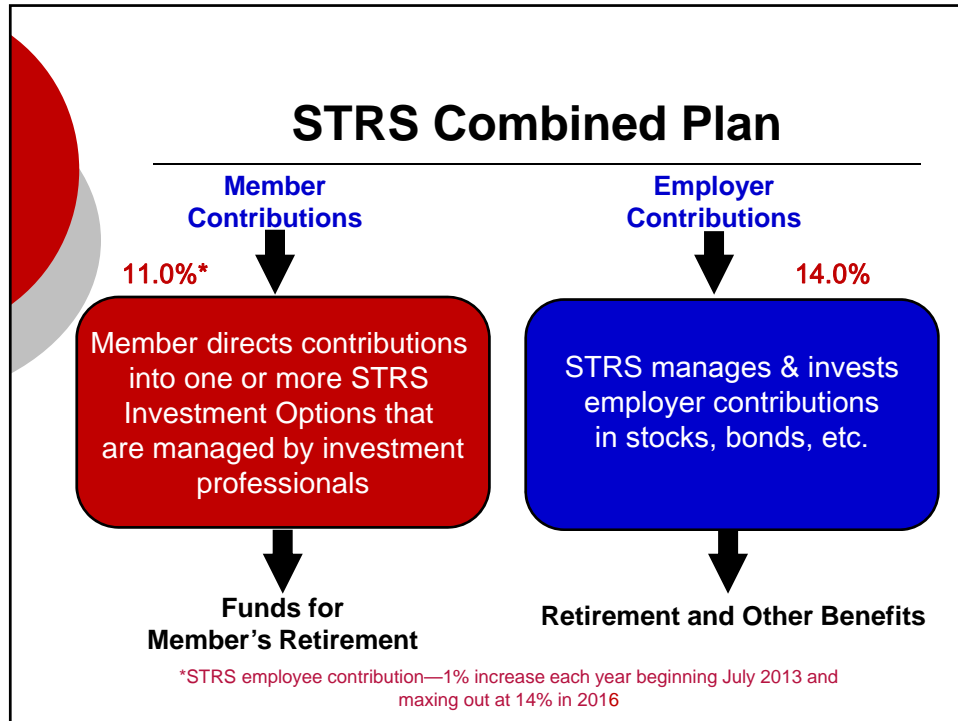 STRS Combined Plan
Member
Contributions
11.0%*
Member directs contributions
into one or more STRS
Investment Options that
are managed by investment
professionals
Funds for
Member's Retirement
Employer
Contributions
14.0%
STRS manages & invests
employer contributions
in stocks, bonds, etc.
Retirement and Other Benefits
*STRS employee contribution—1% increase each year beginning July 2013 and
maxing out at 14% in 2016